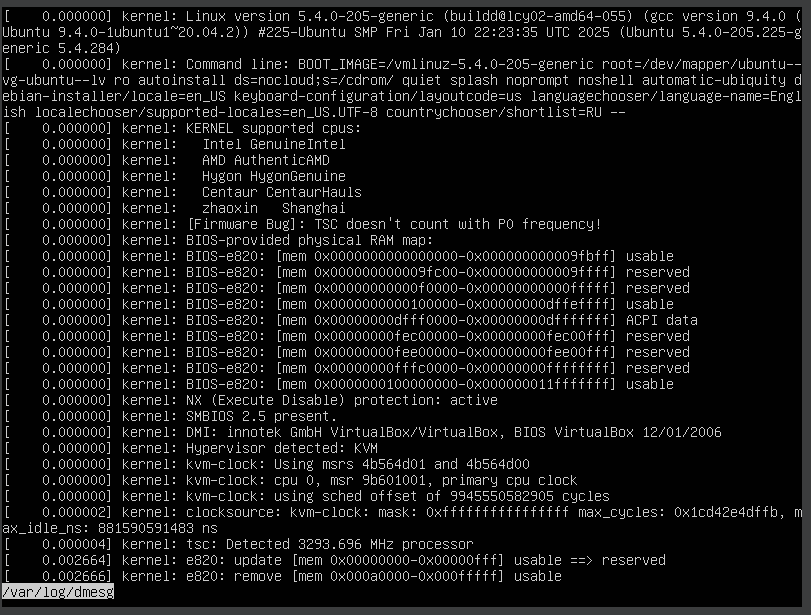 [    0.000000] kernel: Linux version 5.4.0-205-generic (buildd@lcy02-amd64-055) (gcc version 9.4.0 (
Ubuntu 9.4.0-1ubuntu1~20.04.2)) #225-Ubuntu SMP Fri Jan 10 22:23:35 UTC 2025 (Ubuntu 5.4.0-205.225-g
eneric 5.4.284)
[    0.000000] kernel: Command line: BOOT_IMAGE=/vmlinuz-5.4.0-205-generic root=/dev/mapper/ubuntu--
vg-ubuntu--lv ro autoinstall ds=nocloud;s=/cdrom/ quiet splash noprompt noshell automatic-ubiquity d
ebian-installer/locale=en_US keyboard-configuration/layoutcode=us languagechooser/language-name=Engl
ish localechooser/supported-locales=en_US.UTF-8 countrychooser/shortlist=RU --
[    0.000000] kernel: KERNEL supported cpus:
[    0.000000] kernel:   Intel GenuineIntel
[    0.000000] kernel:   AMD AuthenticAMD
[    0.000000] kernel:   Hygon HygonGenuine
[    0.000000] kernel:   Centaur CentaurHauls
[    0.000000] kernel:   zhaoxin   Shanghai
[    0.000000] kernel: [Firmware Bug]: TSC doesn't count with P0 frequency!
[    0.000000] kernel: BIOS-provided physical RAM map:
[    0.000000] kernel: BIOS-e820: [mem 0x0000000000000000-0x000000000009fbff] usable
[    0.000000] kernel: BIOS-e820: [mem 0x000000000009fc00-0x000000000009ffff] reserved
[    0.000000] kernel: BIOS-e820: [mem 0x00000000000f0000-0x00000000000fffff] reserved
[    0.000000] kernel: BIOS-e820: [mem 0x0000000000100000-0x00000000dffeffff] usable
[    0.000000] kernel: BIOS-e820: [mem 0x00000000dfff0000-0x00000000dfffffff] ACPI data
[    0.000000] kernel: BIOS-e820: [mem 0x00000000fec00000-0x00000000fec00fff] reserved
[    0.000000] kernel: BIOS-e820: [mem 0x00000000fee00000-0x00000000fee00fff] reserved
[    0.000000] kernel: BIOS-e820: [mem 0x00000000fffc0000-0x00000000ffffffff] reserved
[    0.000000] kernel: BIOS-e820: [mem 0x0000000100000000-0x000000011fffffff] usable
[    0.000000] kernel: NX (Execute Disable) protection: active
[    0.000000] kernel: SMBIOS 2.5 present.
[    0.000000] kernel: DMI: innotek GmbH VirtualBox/VirtualBox, BIOS VirtualBox 12/01/2006
[    0.000000] kernel: Hypervisor detected: KVM
[    0.000000] kernel: kvm-clock: Using msrs 4b564d01 and 4b564d00
[    0.000000] kernel: kvm-clock: cpu 0, msr 9b601001, primary cpu clock
[    0.000000] kernel: kvm-clock: using sched offset of 9945550582905 cycles
[    0.000002] kernel: clocksource: kvm-clock: mask: 0xffffffffffffffff max_cycles: 0x1cd42e4dffb, m
ax_idle_ns: 881590591483 ns
[    0.000004] kernel: tsc: Detected 3293.696 MHz processor
[    0.002664] kernel: e820: update [mem 0x00000000-0x00000fff] usable ==> reserved
[    0.002666] kernel: e820: remove [mem 0x000a0000-0x000fffff] usable
/var/log/dmesg